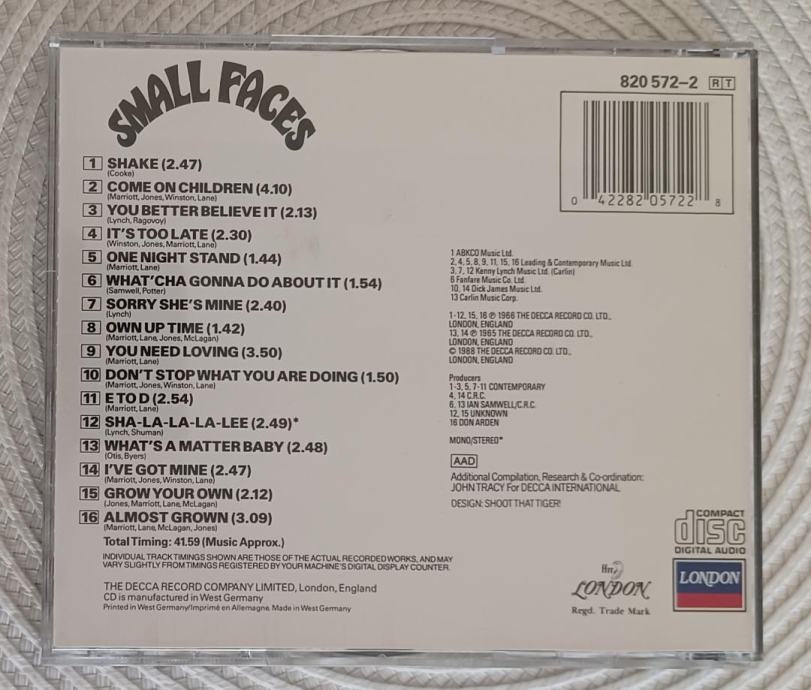 SMALL FACES
820 572-2 RT
0 42282 05722 8
1 SHAKE (2.47)
(Cooke)
2 COME ON CHILDREN (4.10)
(Marriott, Jones, Winston, Lane)
3 YOU BETTER BELIEVE IT (2.13)
(Lynch, Ragovoy)
4 IT'S TOO LATE (2.30)
(Winston, Jones, Marriott, Lane)
5 ONE NIGHT STAND (1.44)
(Marriott, Lane)
6 WHAT'CHA GONNA DO ABOUT IT (1.54)
(Samwell, Potter)
7 SORRY SHE'S MINE (2.40)
(Lynch)
8 OWN UP TIME (1.42)
(Marriott, Lane, Jones, McLagan)
9 YOU NEED LOVING (3.50)
(Marriott, Lane)
10 DON'T STOP WHAT YOU ARE DOING (1.50)
(Marriott, Jones, Winston, Lane)
11 E TO D (2.54)
(Marriott, Lane)
12 SHA-LA-LA-LA-LEE (2.49)*
(Lynch, Shuman)
13 WHAT'S A MATTER BABY (2.48)
(Otis, Byers)
14 I'VE GOT MINE (2.47)
(Marriott, Jones, Winston, Lane)
15 GROW YOUR OWN (2.12)
(Jones, Marriott, Lane, McLagan)
16 ALMOST GROWN (3.09)
(Marriott, Lane, McLagan, Jones)
Total Timing: 41.59 (Music Approx.)
INDIVIDUAL TRACK TIMINGS SHOWN ARE THOSE OF THE ACTUAL RECORDED WORKS, AND MAY
VARY SLIGHTLY FROM TIMINGS REGISTERED BY YOUR MACHINE'S DIGITAL DISPLAY COUNTER.
THE DECCA RECORD COMPANY LIMITED, London, England
CD is manufactured in West Germany
Printed in West Germany/Imprimé en Allemagne. Made in West Germany
1 ABKCO Music Ltd.
2, 4, 5, 8, 9, 11, 15, 16 Leading & Contemporary Music Ltd.
3, 7, 12 Kenny Lynch Music Ltd. (Carlin)
6 Fanfare Music Co. Ltd.
10, 14 Dick James Music Ltd.
13 Carlin Music Corp.
1-12, 15, 16 ℗ 1966 THE DECCA RECORD CO. LTD.,
LONDON, ENGLAND
13, 14 ℗ 1965 THE DECCA RECORD CO. LTD.,
LONDON, ENGLAND
© 1988 THE DECCA RECORD CO. LTD.,
LONDON, ENGLAND
Producers
1-3, 5, 7-11 CONTEMPORARY
4, 14 C.R.C.
6, 13 IAN SAMWELL/C.R.C.
12, 15 UNKNOWN
16 DON ARDEN
MONO/STEREO*
AAD
Additional Compilation, Research & Co-ordination:
JOHN TRACY For DECCA INTERNATIONAL
DESIGN: SHOOT THAT TIGER!
COMPACT
disc
DIGITAL AUDIO
ffrr
LONDON
Regd. Trade Mark
LONDON